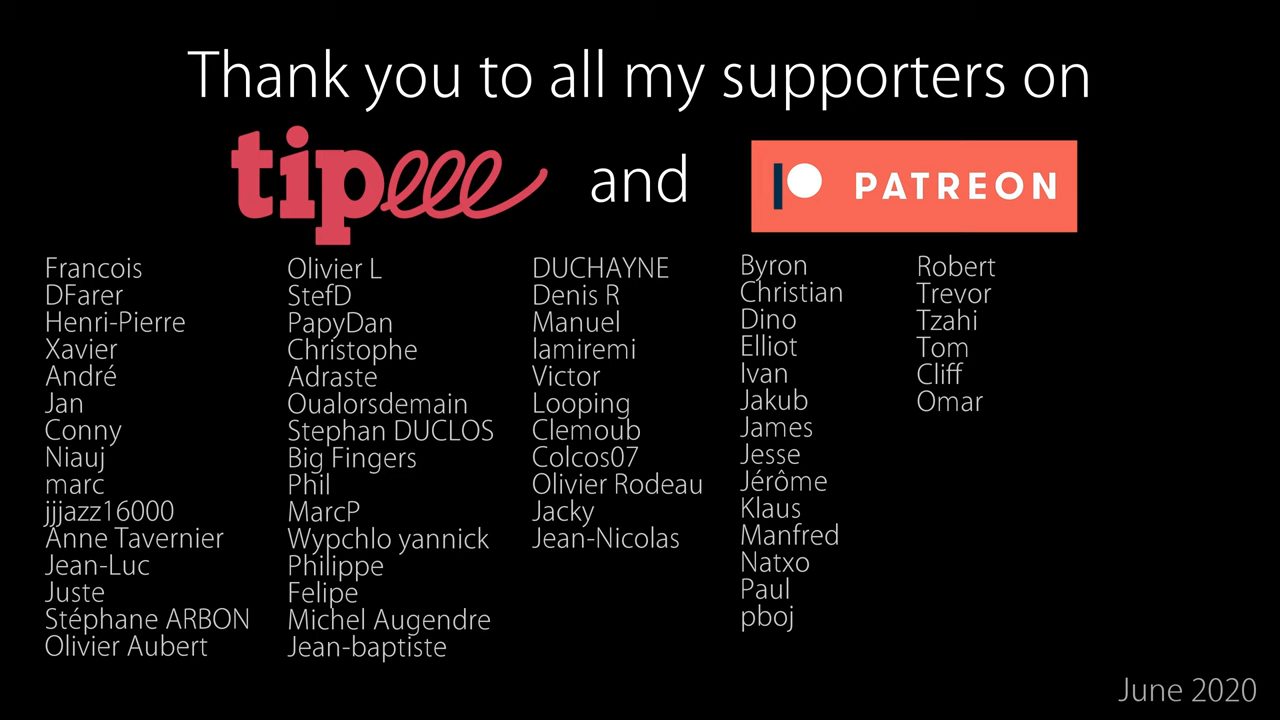 Thank you to all my supporters on
tipeee and PATREON
Francois
DFarer
Henri-Pierre
Xavier
André
Jan
Conny
Niauj
marc
jjjazz16000
Anne Tavernier
Jean-Luc
Juste
Stéphane ARBON
Olivier Aubert
Olivier L
StefD
PapyDan
Christophe
Adraste
Oualorsdemain
Stephan DUCLOS
Big Fingers
Phil
MarcP
Wypchlo yannick
Philippe
Felipe
Michel Augendre
Jean-baptiste
DUCHAYNE
Denis R
Manuel
lamiremi
Victor
Looping
Clemoub
Colcos07
Olivier Rodeau
Jacky
Jean-Nicolas
Byron
Christian
Dino
Elliot
Ivan
Jakub
James
Jesse
Jérôme
Klaus
Manfred
Natxo
Paul
pboj
Robert
Trevor
Tzahi
Tom
Cliff
Omar
June 2020